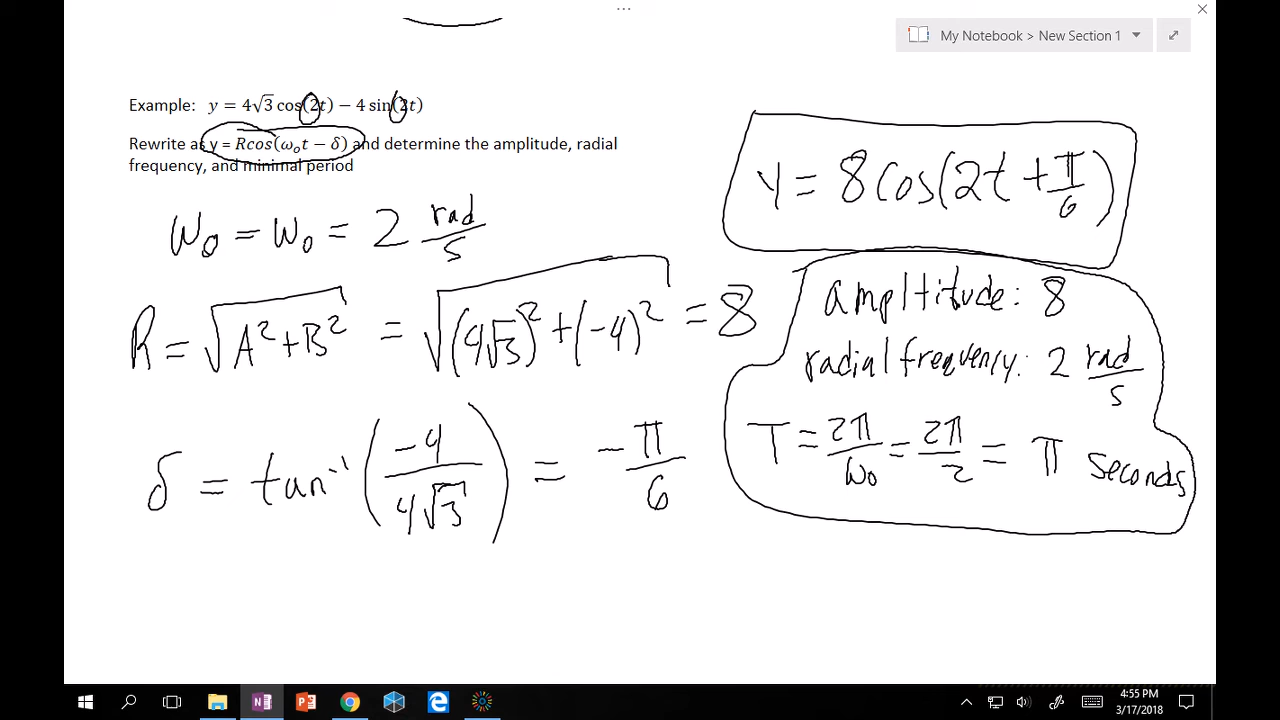 My Notebook > New Section 1
Example: y = 4√3 cos(2t) − 4 sin(2t)
Rewrite as y = Rcos(ω₀t − δ) and determine the amplitude, radial
frequency, and minimal period
W₀ = W₀ = 2 rad/s
R = √(A² + B²) = √((4√3)² + (−4)²) = 8
δ = tan⁻¹(−4/(4√3)) = −π/6
y = 8 cos(2t + π/6)
ampltitude: 8
radial frequency: 2 rad/s
T = 2π/ω₀ = 2π/2 = π seconds
4:55 PM
3/17/2018